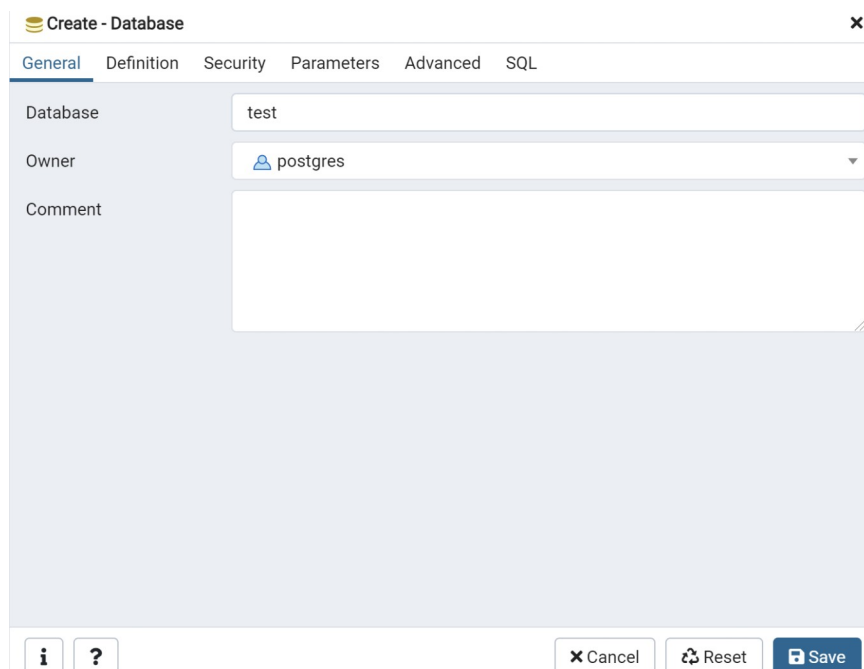 Create - Database
General Definition Security Parameters Advanced SQL
Database test
Owner postgres
Comment
i ? Cancel Reset Save